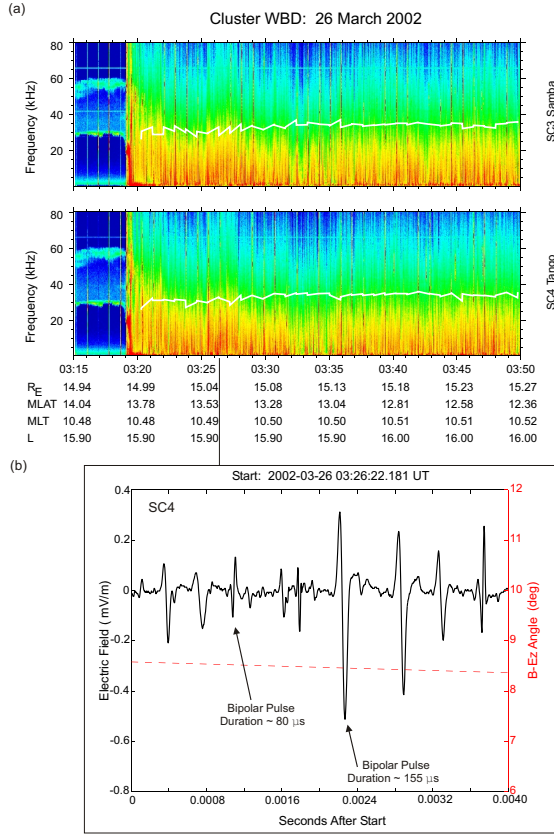 (a)
Cluster WBD: 26 March 2002
80
60
40
20
Frequency (kHz)
SC3 Samba
80
60
40
20
Frequency (kHz)
SC4 Tango
03:15 03:20 03:25 03:30 03:35 03:40 03:45 03:50
RE 14.94 14.99 15.04 15.08 15.13 15.18 15.23 15.27
MLAT 14.04 13.78 13.53 13.28 13.04 12.81 12.58 12.36
MLT 10.48 10.48 10.49 10.50 10.50 10.51 10.51 10.52
L 15.90 15.90 15.90 15.90 15.90 16.00 16.00 16.00
(b)
Start: 2002-03-26 03:26:22.181 UT
SC4
0.4
0.2
0
-0.2
-0.4
-0.6
-0.8
Electric Field ( mV/m)
12
11
10
9
8
7
6
B-Ez Angle (deg)
Bipolar Pulse
Duration ~ 80 μs
Bipolar Pulse
Duration ~ 155 μs
0 0.0008 0.0016 0.0024 0.0032 0.0040
Seconds After Start